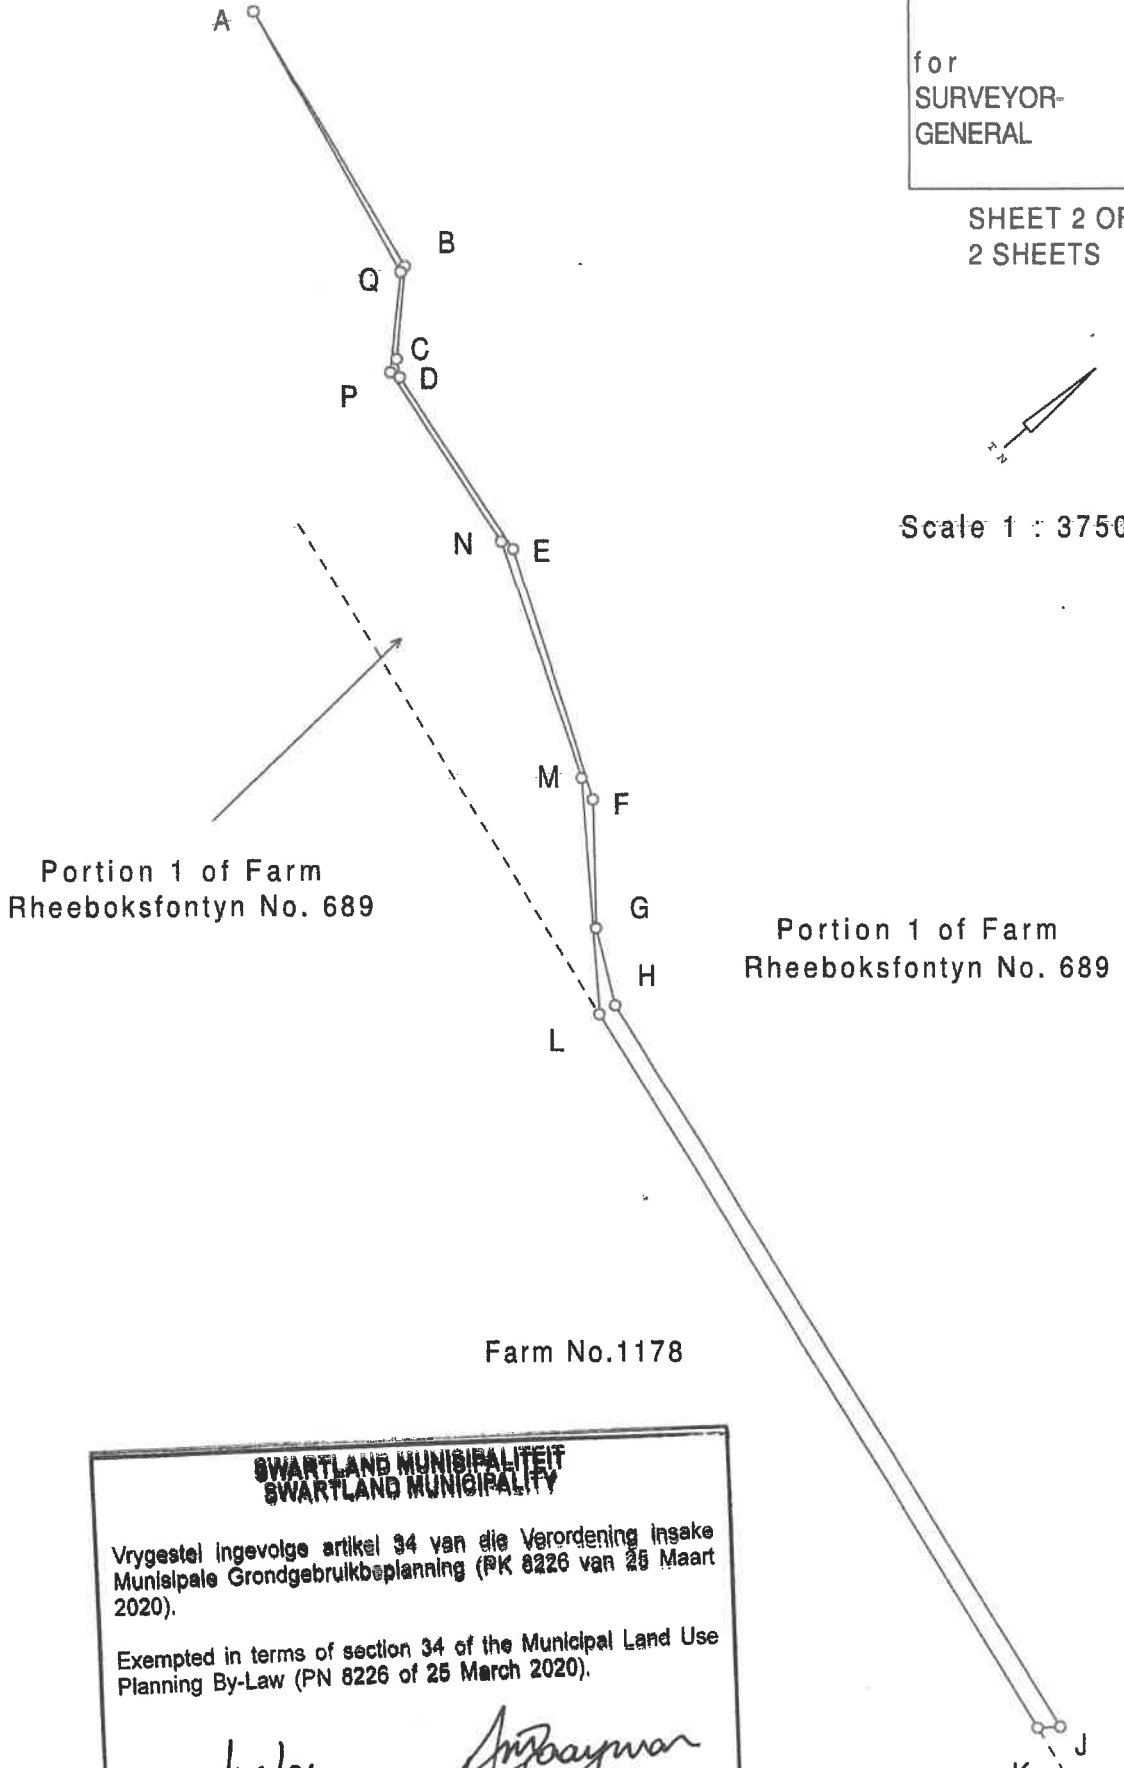 A
for
SURVEYOR-
GENERAL
SHEET 2 OF
2 SHEETS
B
Q
C
D
P
T N
Scale 1 : 3750
N
E
M
F
Portion 1 of Farm
Rheeboksfontyn No. 689
G
Portion 1 of Farm
Rheeboksfontyn No. 689
H
L
Farm No.1178
SWARTLAND MUNISIPALITEIT
SWARTLAND MUNICIPALITY
Vrygestel ingevolge artikel 34 van die Verordening insake
Munisipale Grondgebruikbeplanning (PK 8226 van 25 Maart
2020).
Exempted in terms of section 34 of the Municipal Land Use
Planning By-Law (PN 8226 of 25 March 2020).
J
K